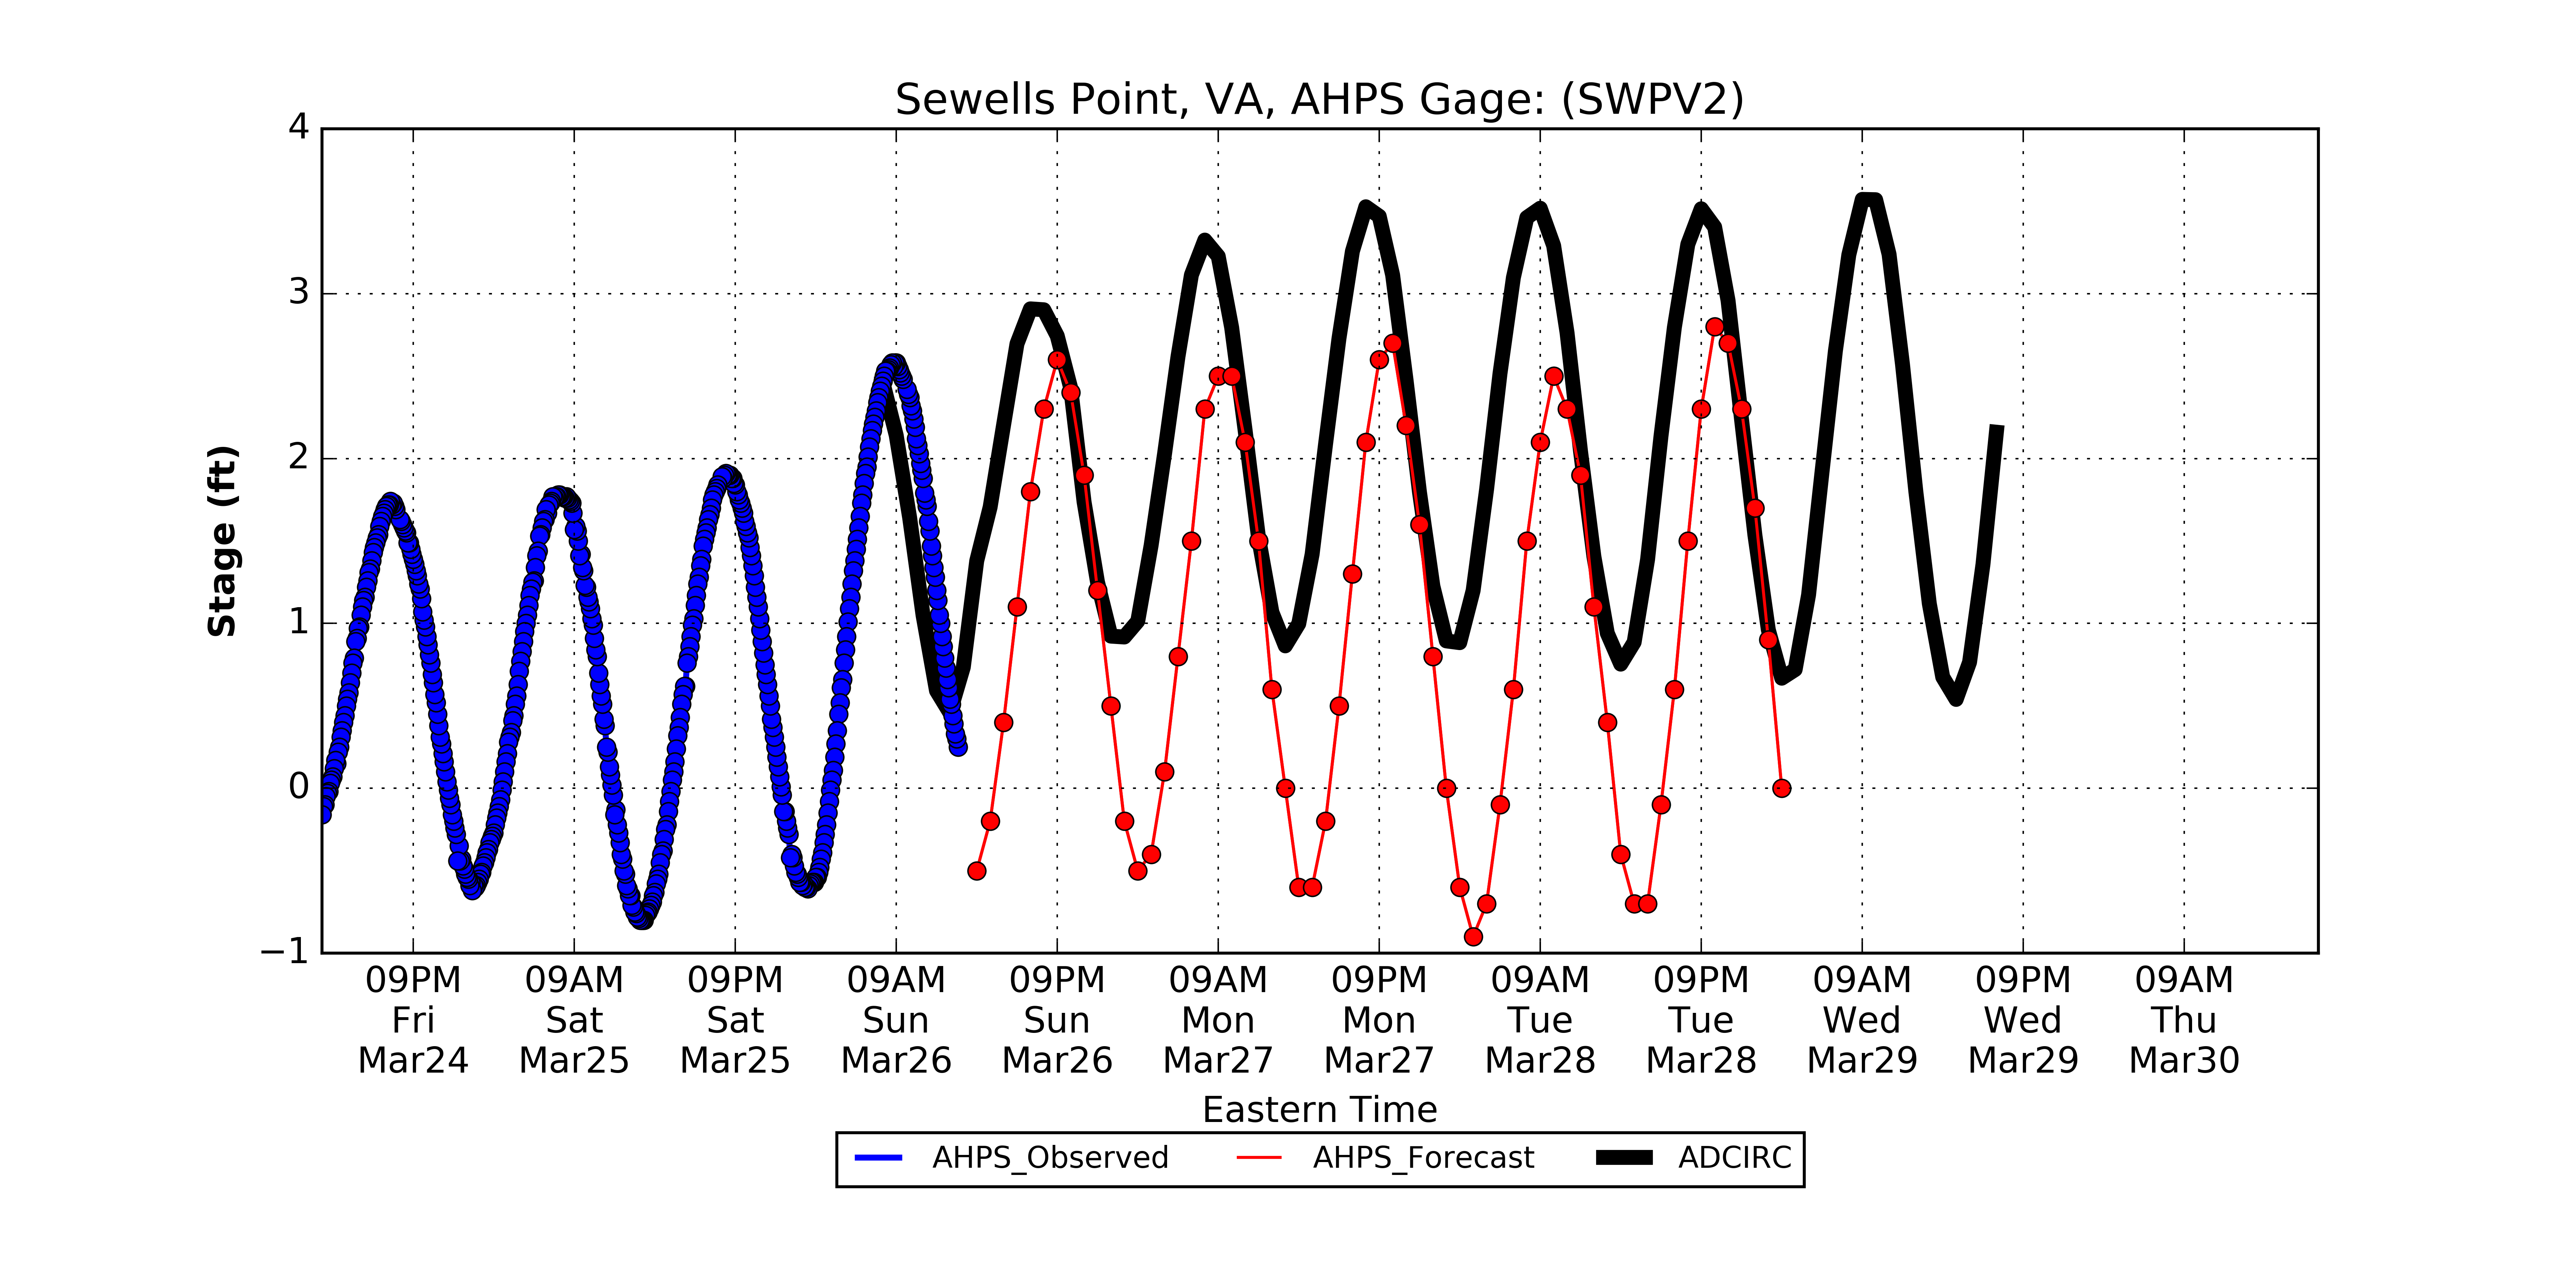 Sewells Point, VA, AHPS Gage: (SWPV2)
4
3
2
1
0
−1
Stage (ft)
09PM 09AM 09PM 09AM 09PM 09AM 09PM 09AM 09PM 09AM 09PM 09AM
Fri Sat Sat Sun Sun Mon Mon Tue Tue Wed Wed Thu
Mar24 Mar25 Mar25 Mar26 Mar26 Mar27 Mar27 Mar28 Mar28 Mar29 Mar29 Mar30
Eastern Time
AHPS_Observed AHPS_Forecast ADCIRC